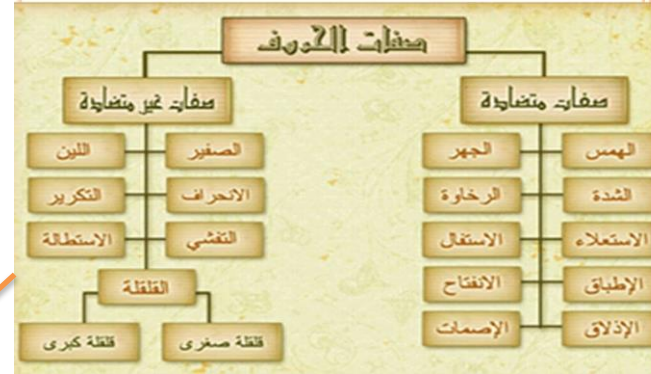 صفات الحروف
صفات متضادة
صفات غير متضادة
الهمس
الجهر
الشدة
الرخاوة
الاستعلاء
الاستفال
الإطباق
الانفتاح
الإذلاق
الإصمات
الصفير
اللين
الانحراف
التكرير
التفشي
الاستطالة
القلقلة
قلقلة صغرى
قلقلة كبرى